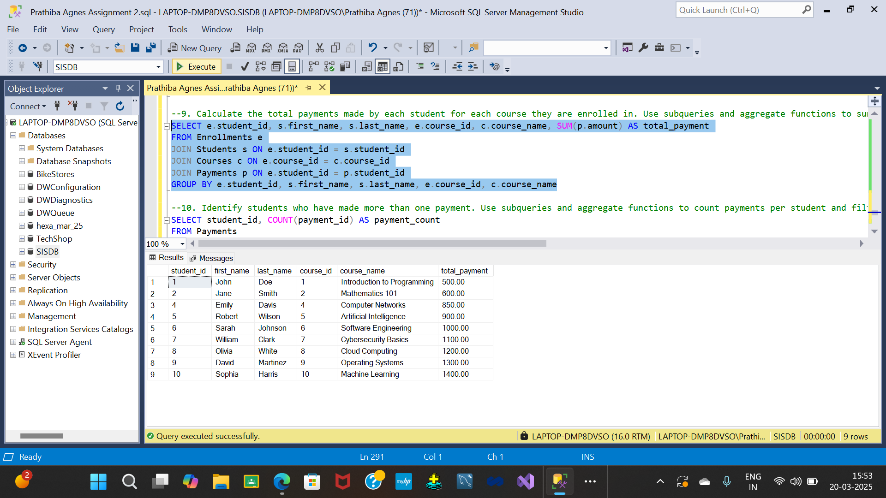 Prathiba Agnes Assignment 2.sql - LAPTOP-DMP8DVSO.SISDB (LAPTOP-DMP8DVSO\Prathiba Agnes (71))* - Microsoft SQL Server Management Studio
Quick Launch (Ctrl+Q)
File Edit View Query Project Tools Window Help
New Query
MDX DMX XMLA DAX
SISDB
Execute
Object Explorer
Prathiba Agnes Assi...rathiba Agnes (71))*
Connect
LAPTOP-DMP8DVSO (SQL Serve
Databases
System Databases
Database Snapshots
BikeStores
DWConfiguration
DWDiagnostics
DWQueue
hexa_mar_25
TechShop
SISDB
Security
Server Objects
Replication
Always On High Availability
Management
Integration Services Catalogs
SQL Server Agent
XEvent Profiler
--9. Calculate the total payments made by each student for each course they are enrolled in. Use subqueries and aggregate functions to su
SELECT e.student_id, s.first_name, s.last_name, e.course_id, c.course_name, SUM(p.amount) AS total_payment
FROM Enrollments e
JOIN Students s ON e.student_id = s.student_id
JOIN Courses c ON e.course_id = c.course_id
JOIN Payments p ON e.student_id = p.student_id
GROUP BY e.student_id, s.first_name, s.last_name, e.course_id, c.course_name
--10. Identify students who have made more than one payment. Use subqueries and aggregate functions to count payments per student and fil
SELECT student_id, COUNT(payment_id) AS payment_count
FROM Payments
100 %
Results Messages
student_id first_name last_name course_id course_name total_payment
1 1 John Doe 1 Introduction to Programming 500.00
2 2 Jane Smith 2 Mathematics 101 600.00
3 4 Emily Davis 4 Computer Networks 850.00
4 5 Robert Wilson 5 Artificial Intelligence 900.00
5 6 Sarah Johnson 6 Software Engineering 1000.00
6 7 William Clark 7 Cybersecurity Basics 1100.00
7 8 Olivia White 8 Cloud Computing 1200.00
8 9 David Martinez 9 Operating Systems 1300.00
9 10 Sophia Harris 10 Machine Learning 1400.00
Query executed successfully.
LAPTOP-DMP8DVSO (16.0 RTM) LAPTOP-DMP8DVSO\Prathi... SISDB 00:00:00 9 rows
Ready Ln 291 Col 1 Ch 1 INS
2
ENG
IN
15:53
20-03-2025